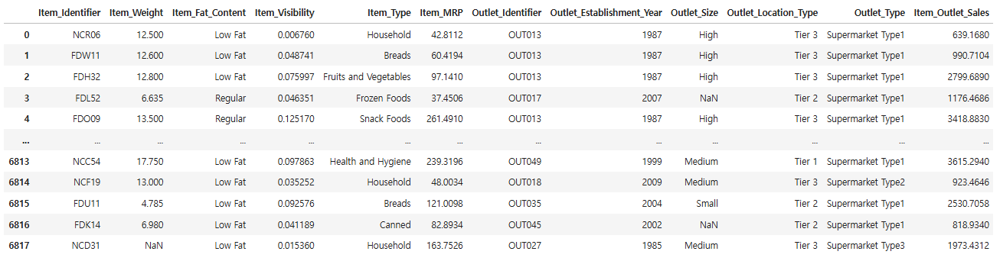 Item_Identifier Item_Weight Item_Fat_Content Item_Visibility Item_Type Item_MRP Outlet_Identifier Outlet_Establishment_Year Outlet_Size Outlet_Location_Type Outlet_Type Item_Outlet_Sales
0 NCR06 12.500 Low Fat 0.006760 Household 42.8112 OUT013 1987 High Tier 3 Supermarket Type1 639.1680
1 FDW11 12.600 Low Fat 0.048741 Breads 60.4194 OUT013 1987 High Tier 3 Supermarket Type1 990.7104
2 FDH32 12.800 Low Fat 0.075997 Fruits and Vegetables 97.1410 OUT013 1987 High Tier 3 Supermarket Type1 2799.6890
3 FDL52 6.635 Regular 0.046351 Frozen Foods 37.4506 OUT017 2007 NaN Tier 2 Supermarket Type1 1176.4686
4 FDO09 13.500 Regular 0.125170 Snack Foods 261.4910 OUT013 1987 High Tier 3 Supermarket Type1 3418.8830
... ... ... ... ... ... ... ... ... ... ... ... ...
6813 NCC54 17.750 Low Fat 0.097863 Health and Hygiene 239.3196 OUT049 1999 Medium Tier 1 Supermarket Type1 3615.2940
6814 NCF19 13.000 Low Fat 0.035252 Household 48.0034 OUT018 2009 Medium Tier 3 Supermarket Type2 923.4646
6815 FDU11 4.785 Low Fat 0.092576 Breads 121.0098 OUT035 2004 Small Tier 2 Supermarket Type1 2530.7058
6816 FDK14 6.980 Low Fat 0.041189 Canned 82.8934 OUT045 2002 NaN Tier 2 Supermarket Type1 818.9340
6817 NCD31 NaN Low Fat 0.015360 Household 163.7526 OUT027 1985 Medium Tier 3 Supermarket Type3 1973.4312